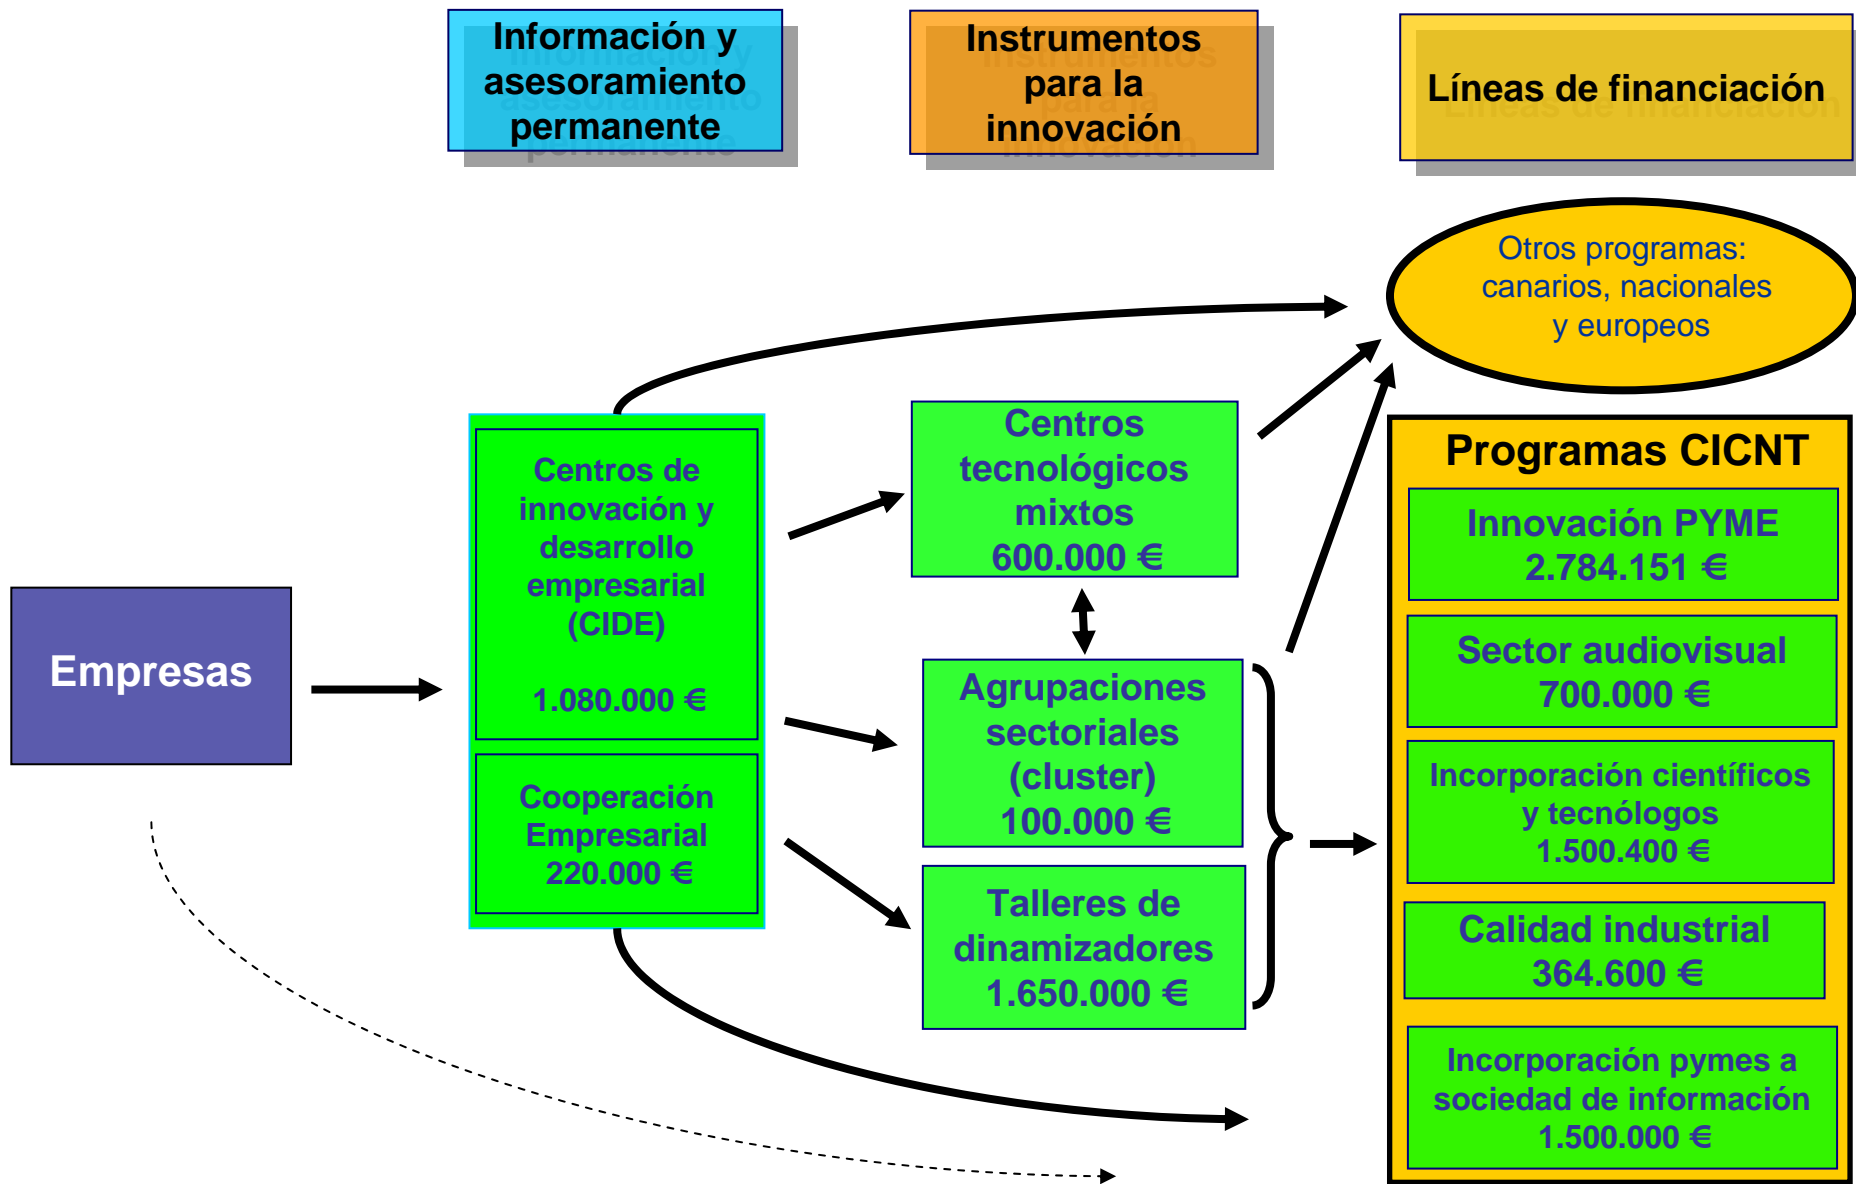 Información y
asesoramiento
permanente
Instrumentos
para la
innovación
Líneas de financiación
Otros programas:
canarios, nacionales
y europeos
Empresas
Centros de
innovación y
desarrollo
empresarial
(CIDE)
1.080.000 €
Cooperación
Empresarial
220.000 €
Centros
tecnológicos
mixtos
600.000 €
Agrupaciones
sectoriales
(cluster)
100.000 €
Talleres de
dinamizadores
1.650.000 €
Programas CICNT
Innovación PYME
2.784.151 €
Sector audiovisual
700.000 €
Incorporación científicos
y tecnólogos
1.500.400 €
Calidad industrial
364.600 €
Incorporación pymes a
sociedad de información
1.500.000 €